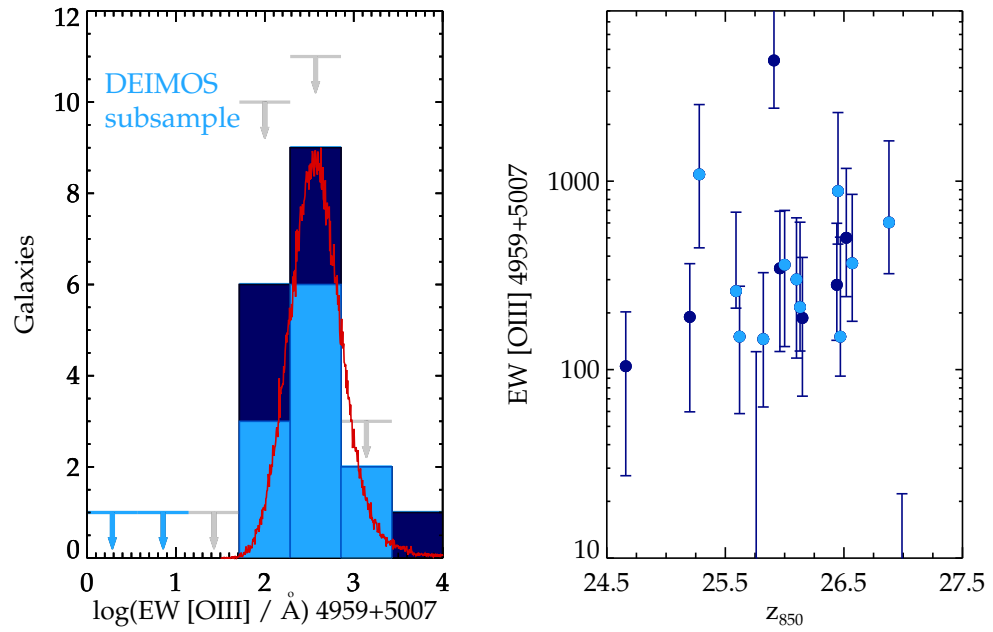 12
10
8
6
4
2
0
Galaxies
DEIMOS
subsample
0 1 2 3 4
log(EW [OIII] / Å) 4959+5007
1000
100
10
EW [OIII] 4959+5007
24.5 25.5 26.5 27.5
z₈₅₀